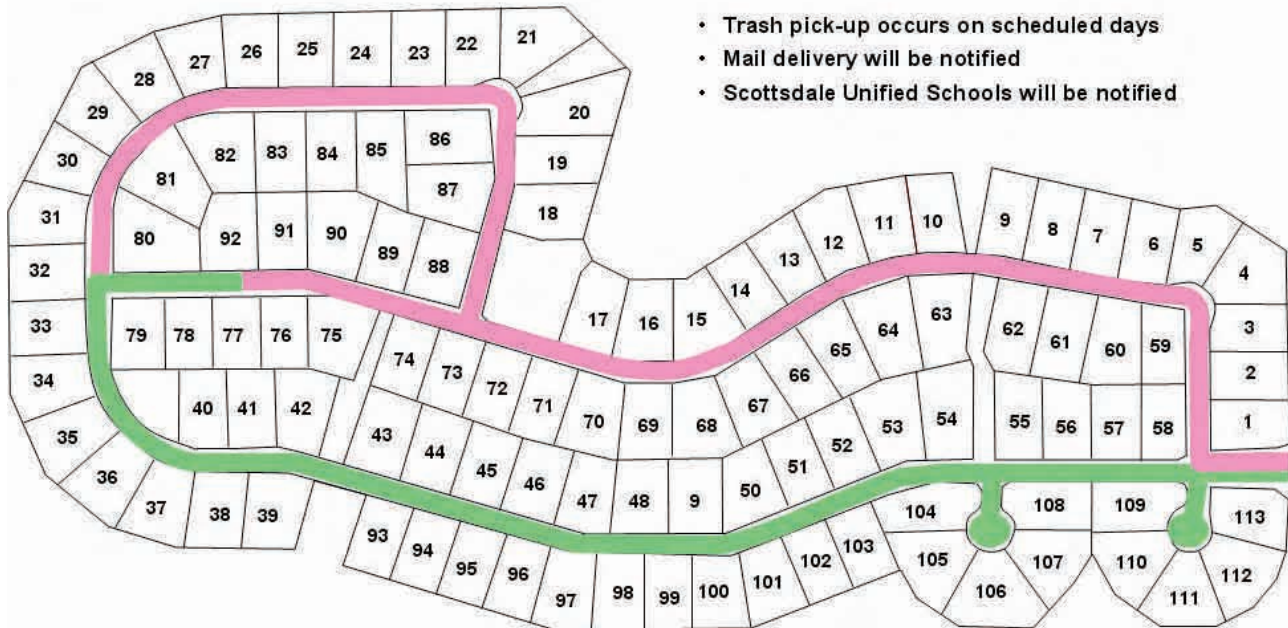 • Trash pick-up occurs on scheduled days
• Mail delivery will be notified
• Scottsdale Unified Schools will be notified
26 25 24 23 22 21
27
28
29
20
30
31
32
33
34
35
36
37
38
39
82 83 84 85 86
87
81
80
92 91 90 89 88
19
18
17 16 15 14 13 12 11 10
9 8 7 6 5
4
3
2
1
79 78 77 76 75
74 73 72 71 70 69 68 67 66 65 64 63
62 61 60 59
40 41 42
43 44 45 46 47 48 9 50 51 52 53 54
55 56 57 58
93 94 95 96 97 98 99 100 101 102 103
104 108 109 113
105 107 110 112
106 111